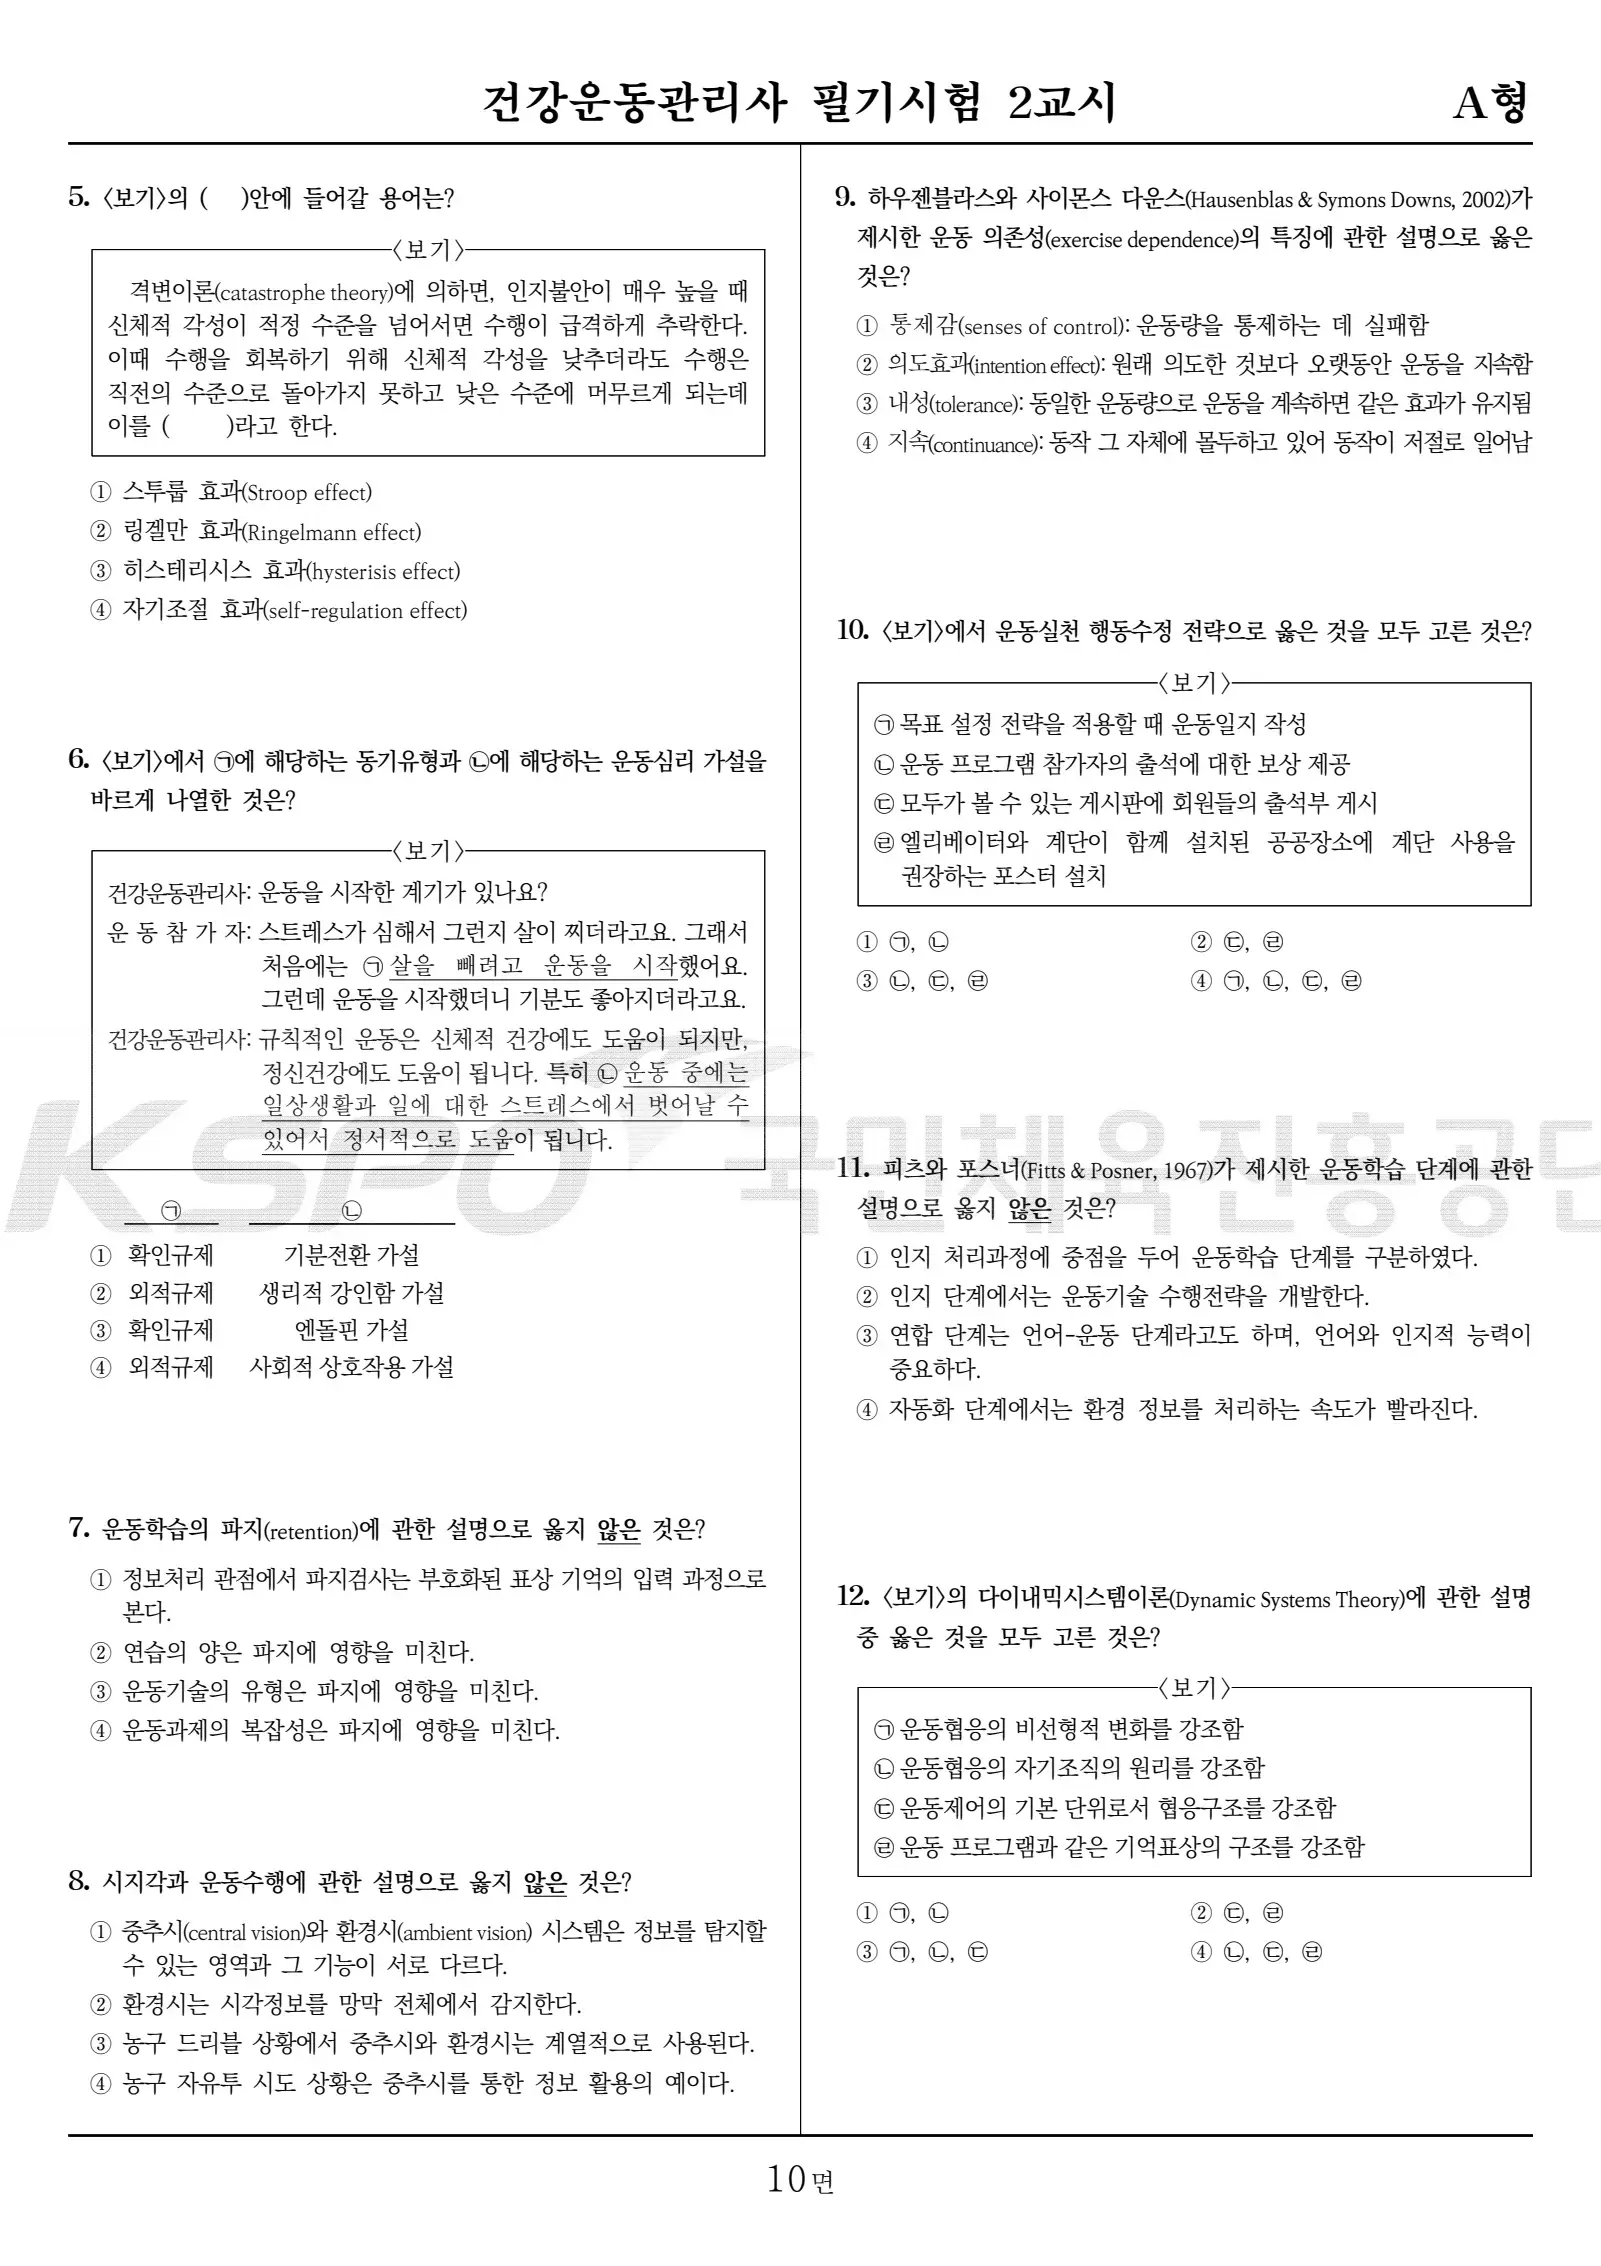 건강운동관리사 필기시험 2교시
A형
5. 〈보기〉의 (    )안에 들어갈 용어는?
〈보기〉
격변이론(catastrophe theory)에 의하면, 인지불안이 매우 높을 때
신체적 각성이 적정 수준을 넘어서면 수행이 급격하게 추락한다.
이때 수행을 회복하기 위해 신체적 각성을 낮추더라도 수행은
직전의 수준으로 돌아가지 못하고 낮은 수준에 머무르게 되는데
이를 (    )라고 한다.
① 스투룹 효과(Stroop effect)
② 링겔만 효과(Ringelmann effect)
③ 히스테리시스 효과(hysterisis effect)
④ 자기조절 효과(self-regulation effect)
6. 〈보기〉에서 ㉠에 해당하는 동기유형과 ㉡에 해당하는 운동심리 가설을
바르게 나열한 것은?
〈보기〉
건강운동관리사: 운동을 시작한 계기가 있나요?
운 동 참 가 자: 스트레스가 심해서 그런지 살이 찌더라고요. 그래서
처음에는 ㉠ 살을 빼려고 운동을 시작했어요.
그런데 운동을 시작했더니 기분도 좋아지더라고요.
건강운동관리사: 규칙적인 운동은 신체적 건강에도 도움이 되지만,
정신건강에도 도움이 됩니다. 특히 ㉡ 운동 중에는
일상생활과 일에 대한 스트레스에서 벗어날 수
있어서 정서적으로 도움이 됩니다.
㉠ ㉡
① 확인규제 기분전환 가설
② 외적규제 생리적 강인함 가설
③ 확인규제 엔돌핀 가설
④ 외적규제 사회적 상호작용 가설
7. 운동학습의 파지(retention)에 관한 설명으로 옳지 않은 것은?
① 정보처리 관점에서 파지검사는 부호화된 표상 기억의 입력 과정으로
본다.
② 연습의 양은 파지에 영향을 미친다.
③ 운동기술의 유형은 파지에 영향을 미친다.
④ 운동과제의 복잡성은 파지에 영향을 미친다.
8. 시지각과 운동수행에 관한 설명으로 옳지 않은 것은?
① 중추시(central vision)와 환경시(ambient vision) 시스템은 정보를 탐지할
수 있는 영역과 그 기능이 서로 다르다.
② 환경시는 시각정보를 망막 전체에서 감지한다.
③ 농구 드리블 상황에서 중추시와 환경시는 계열적으로 사용된다.
④ 농구 자유투 시도 상황은 중추시를 통한 정보 활용의 예이다.
9. 하우젠블라스와 사이몬스 다운스(Hausenblas & Symons Downs, 2002)가
제시한 운동 의존성(exercise dependence)의 특징에 관한 설명으로 옳은
것은?
① 통제감(senses of control): 운동량을 통제하는 데 실패함
② 의도효과(intention effect): 원래 의도한 것보다 오랫동안 운동을 지속함
③ 내성(tolerance): 동일한 운동량으로 운동을 계속하면 같은 효과가 유지됨
④ 지속(continuance): 동작 그 자체에 몰두하고 있어 동작이 저절로 일어남
10. 〈보기〉에서 운동실천 행동수정 전략으로 옳은 것을 모두 고른 것은?
〈보기〉
㉠ 목표 설정 전략을 적용할 때 운동일지 작성
㉡ 운동 프로그램 참가자의 출석에 대한 보상 제공
㉢ 모두가 볼 수 있는 게시판에 회원들의 출석부 게시
㉣ 엘리베이터와 계단이 함께 설치된 공공장소에 계단 사용을
권장하는 포스터 설치
① ㉠, ㉡ ② ㉢, ㉣
③ ㉡, ㉢, ㉣ ④ ㉠, ㉡, ㉢, ㉣
11. 피츠와 포스너(Fitts & Posner, 1967)가 제시한 운동학습 단계에 관한
설명으로 옳지 않은 것은?
① 인지 처리과정에 중점을 두어 운동학습 단계를 구분하였다.
② 인지 단계에서는 운동기술 수행전략을 개발한다.
③ 연합 단계는 언어-운동 단계라고도 하며, 언어와 인지적 능력이
중요하다.
④ 자동화 단계에서는 환경 정보를 처리하는 속도가 빨라진다.
12. 〈보기〉의 다이내믹시스템이론(Dynamic Systems Theory)에 관한 설명
중 옳은 것을 모두 고른 것은?
〈보기〉
㉠ 운동협응의 비선형적 변화를 강조함
㉡ 운동협응의 자기조직의 원리를 강조함
㉢ 운동제어의 기본 단위로서 협응구조를 강조함
㉣ 운동 프로그램과 같은 기억표상의 구조를 강조함
① ㉠, ㉡ ② ㉢, ㉣
③ ㉠, ㉡, ㉢ ④ ㉡, ㉢, ㉣
KSPO 국민체육진흥공단
10면